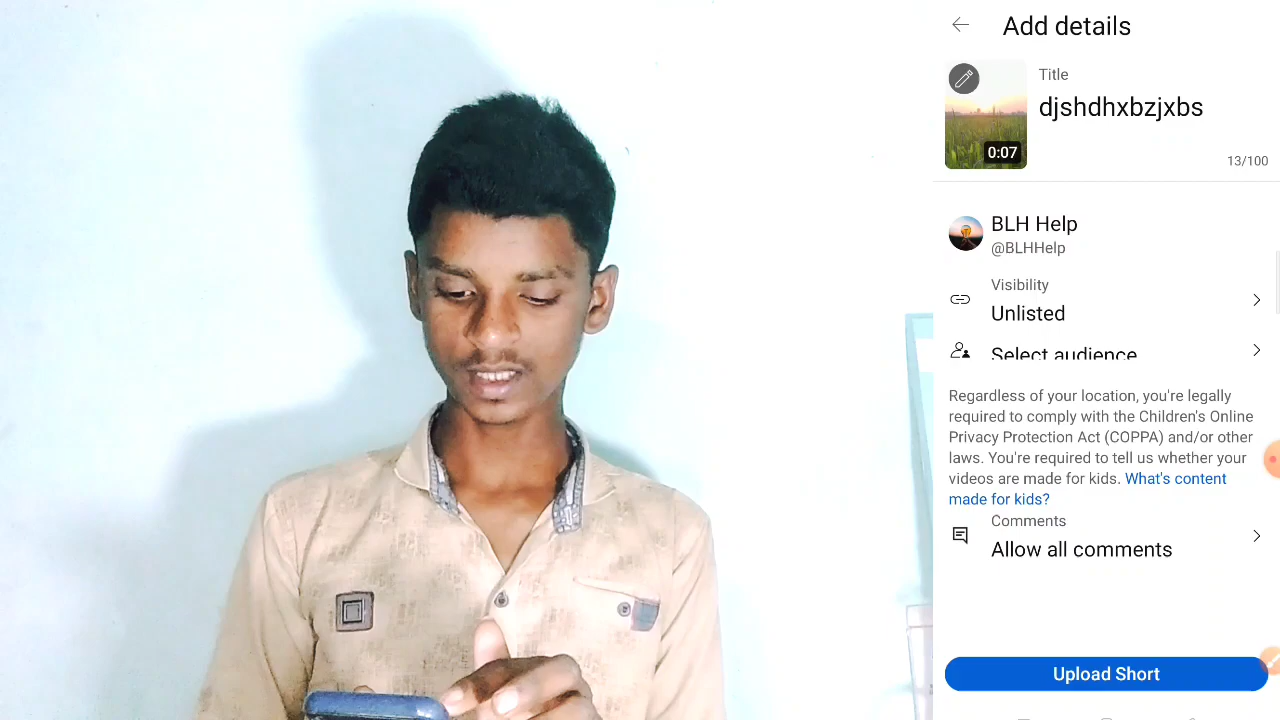 Add details
Title
djshdhxbzjxbs
0:07
13/100
BLH Help
@BLHHelp
Visibility
Unlisted
Select audience
Regardless of your location, you're legally
required to comply with the Children's Online
Privacy Protection Act (COPPA) and/or other
laws. You're required to tell us whether your
videos are made for kids. What's content
made for kids?
Comments
Allow all comments
Upload Short